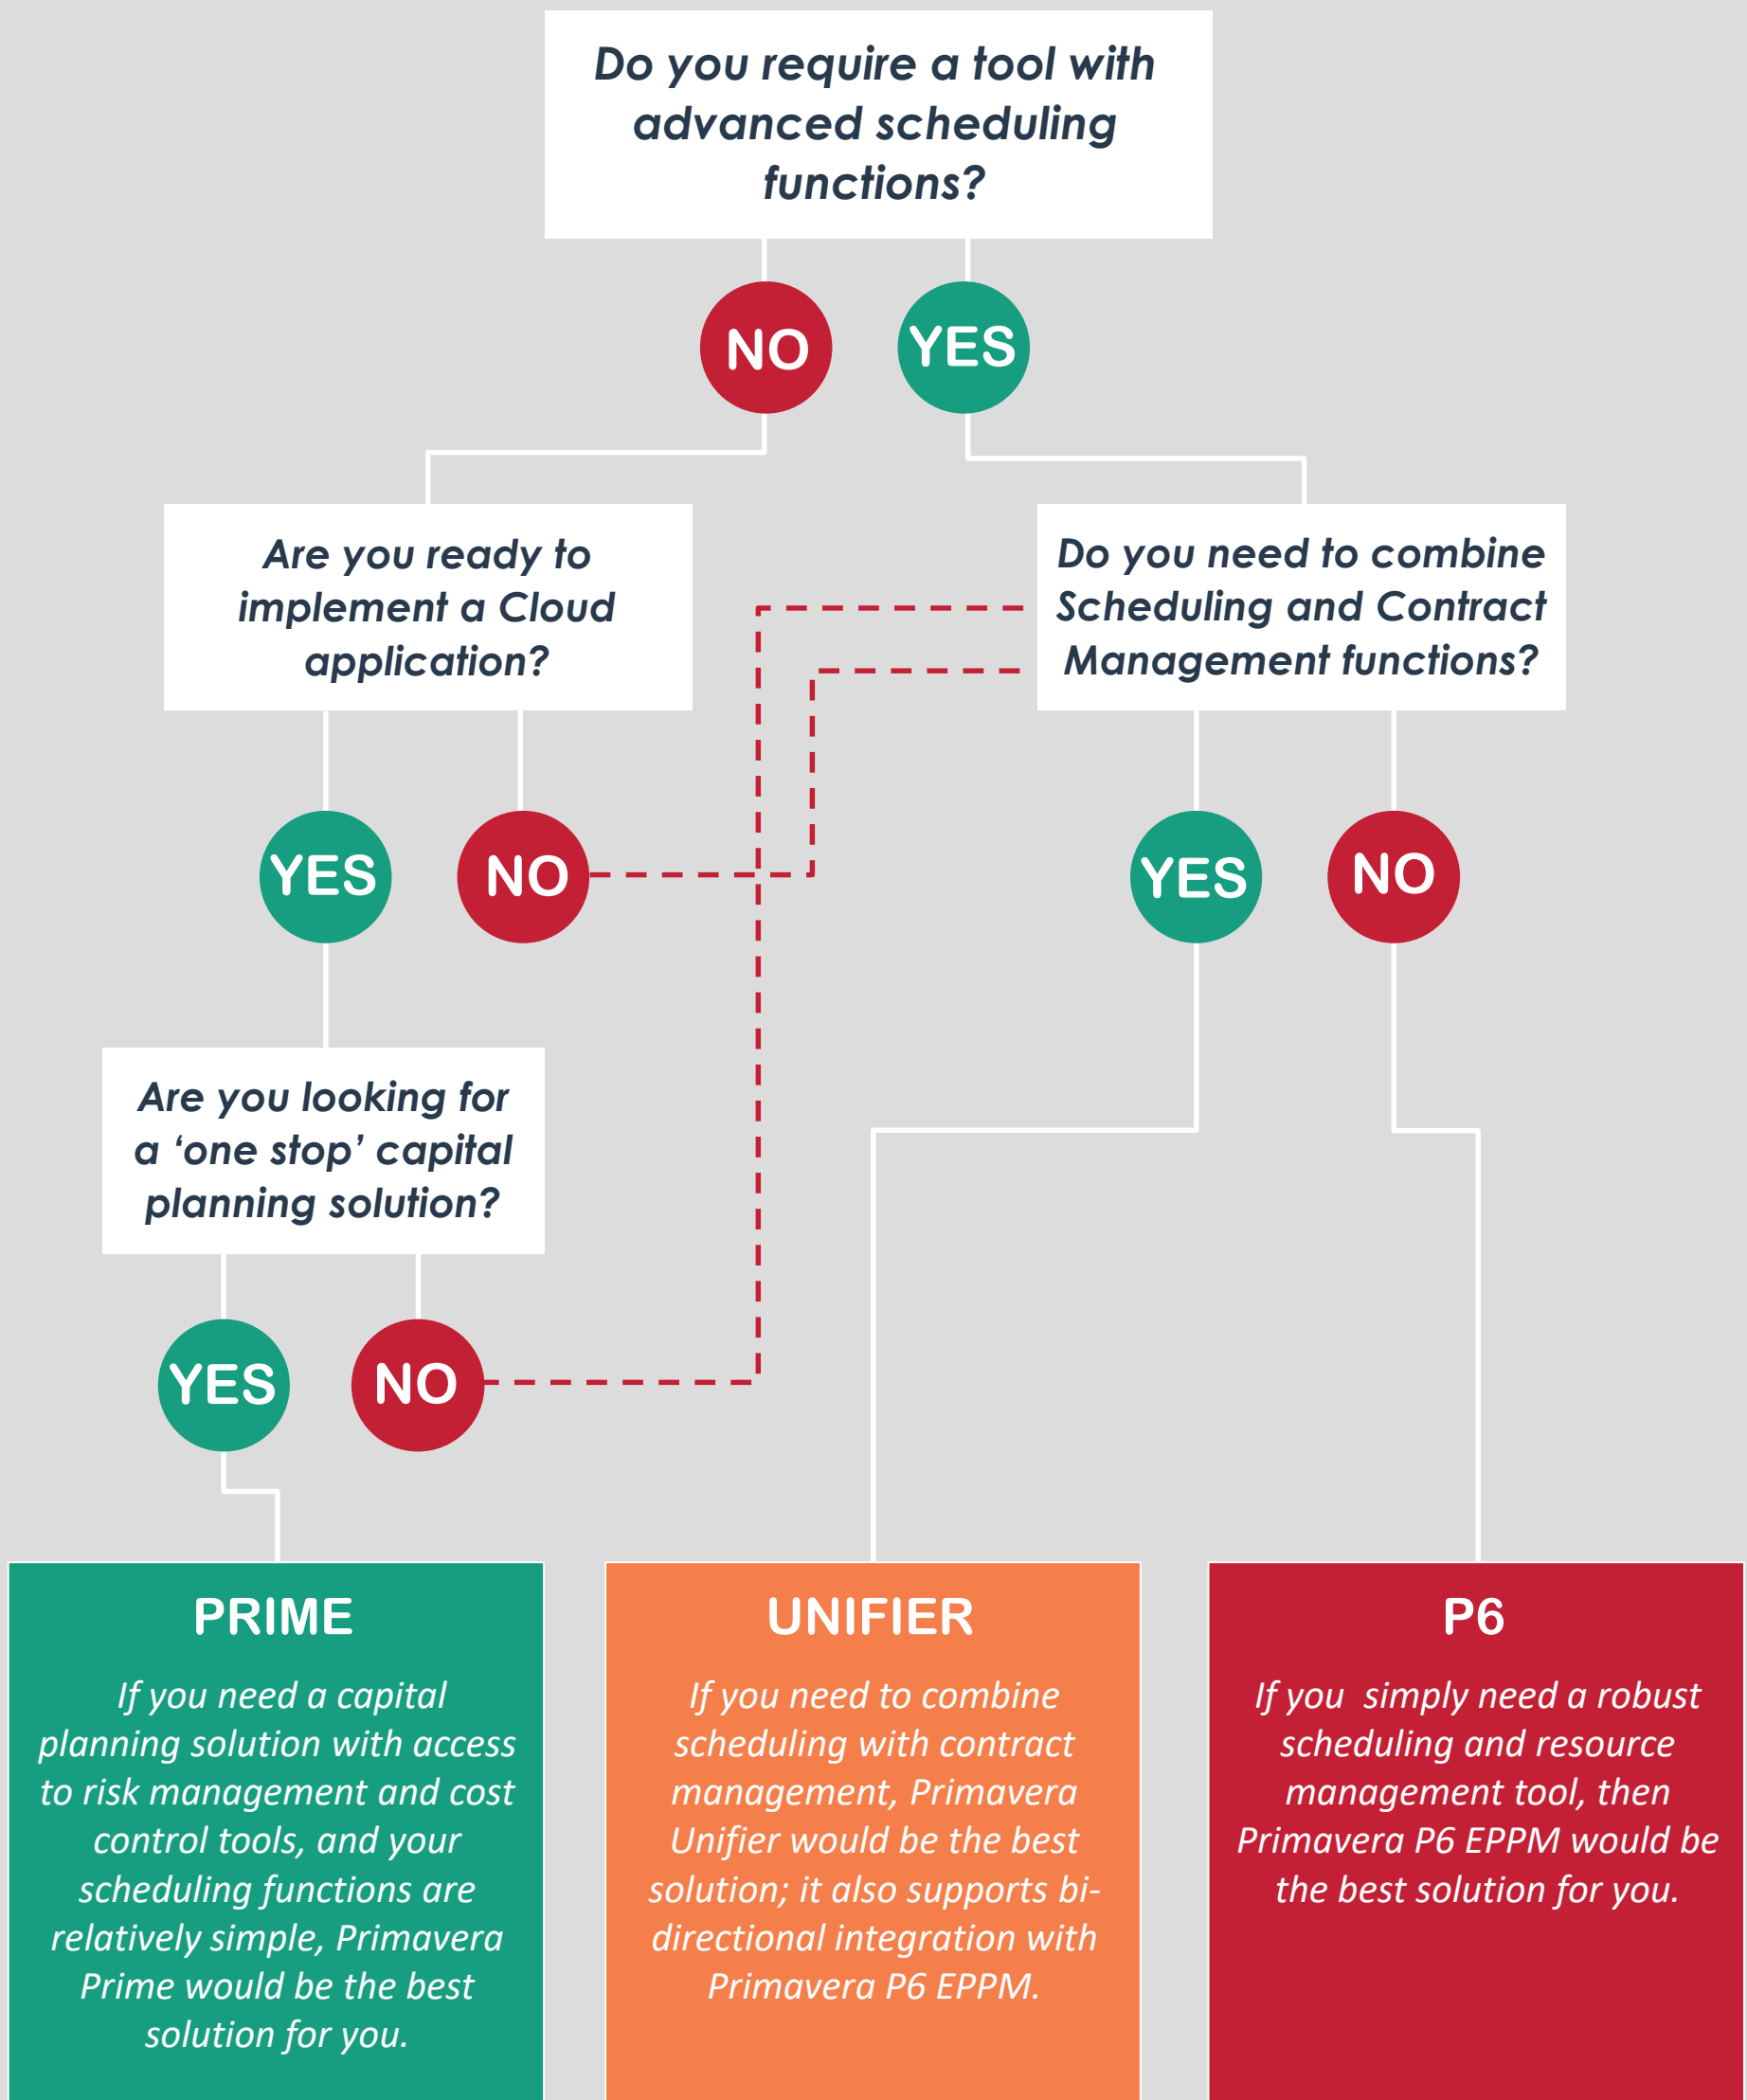 Do you require a tool with
advanced scheduling
functions?
NO
YES
Are you ready to
implement a Cloud
application?
Do you need to combine
Scheduling and Contract
Management functions?
YES
NO
YES
NO
Are you looking for
a ‘one stop’ capital
planning solution?
YES
NO
PRIME
If you need a capital
planning solution with access
to risk management and cost
control tools, and your
scheduling functions are
relatively simple, Primavera
Prime would be the best
solution for you.
UNIFIER
If you need to combine
scheduling with contract
management, Primavera
Unifier would be the best
solution; it also supports bi-
directional integration with
Primavera P6 EPPM.
P6
If you  simply need a robust
scheduling and resource
management tool, then
Primavera P6 EPPM would be
the best solution for you.